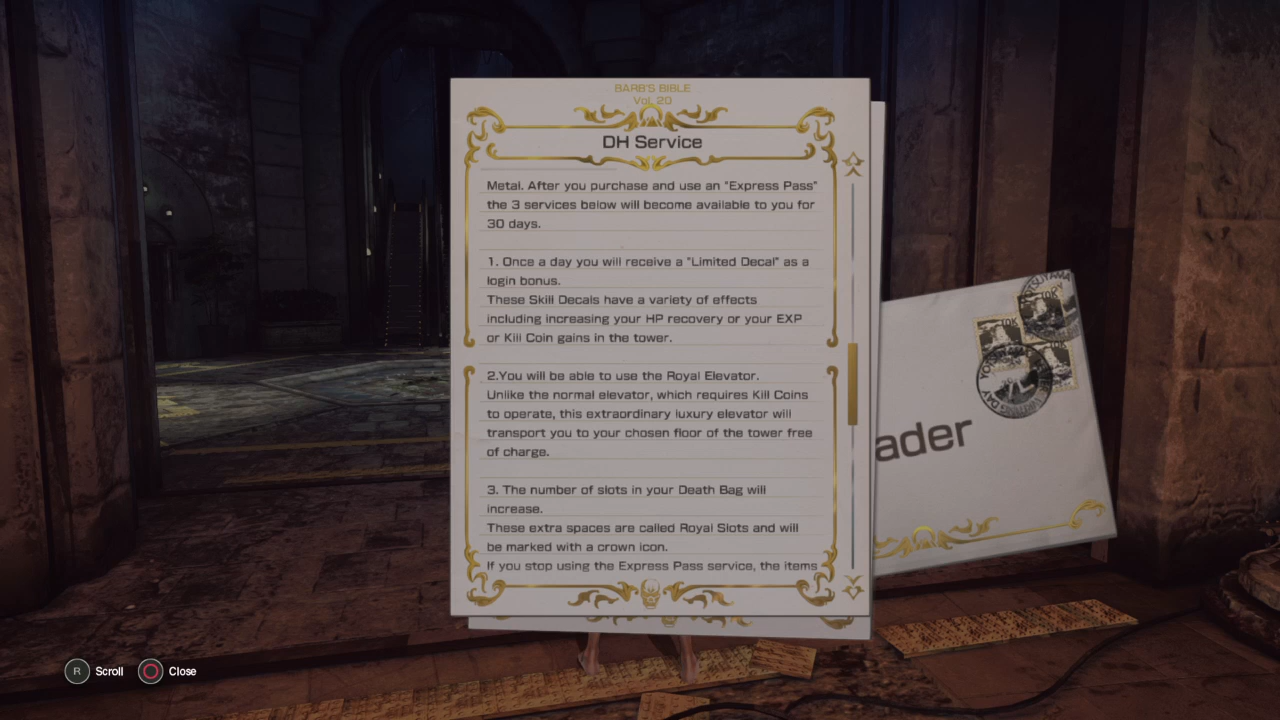 BARB'S BIBLE
Vol. 20
DH Service
Metal. After you purchase and use an "Express Pass"
the 3 services below will become available to you for
30 days.
1. Once a day you will receive a "Limited Decal" as a
login bonus.
These Skill Decals have a variety of effects
including increasing your HP recovery or your EXP
or Kill Coin gains in the tower.
2.You will be able to use the Royal Elevator.
Unlike the normal elevator, which requires Kill Coins
to operate, this extraordinary luxury elevator will
transport you to your chosen floor of the tower free
of charge.
3. The number of slots in your Death Bag will
increase.
These extra spaces are called Royal Slots and will
be marked with a crown icon.
If you stop using the Express Pass service, the items
ader
R Scroll Close